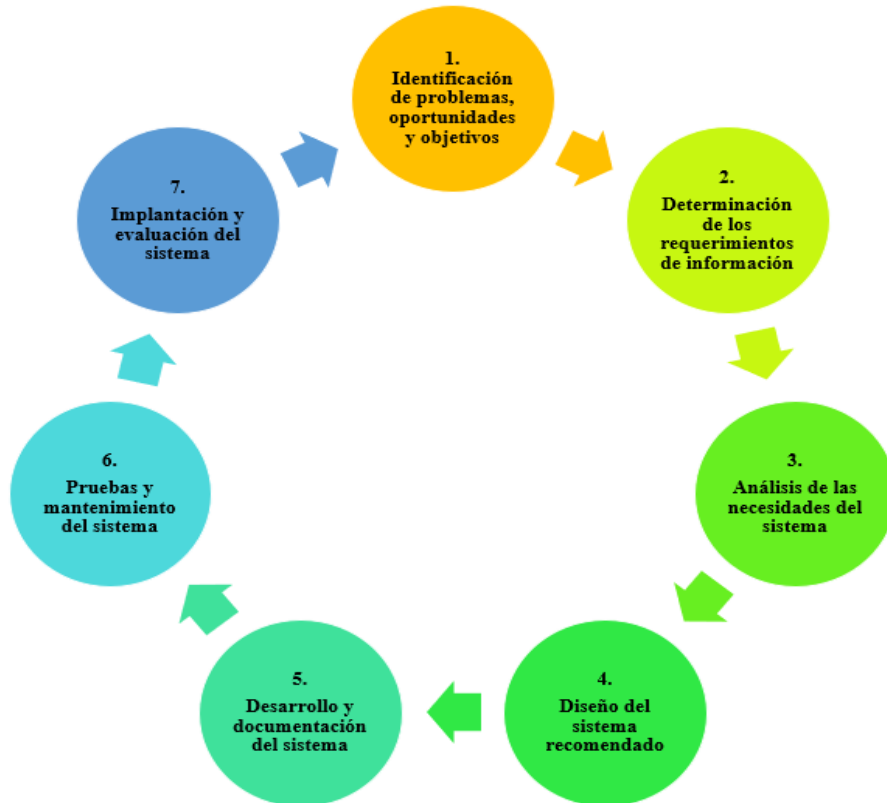 1.
Identificación
de problemas,
oportunidades
y objetivos
2.
Determinación
de los
requerimientos
de información
3.
Análisis de las
necesidades del
sistema
4.
Diseño del
sistema
recomendado
5.
Desarrollo y
documentación
del sistema
6.
Pruebas y
mantenimiento
del sistema
7.
Implantación y
evaluación del
sistema